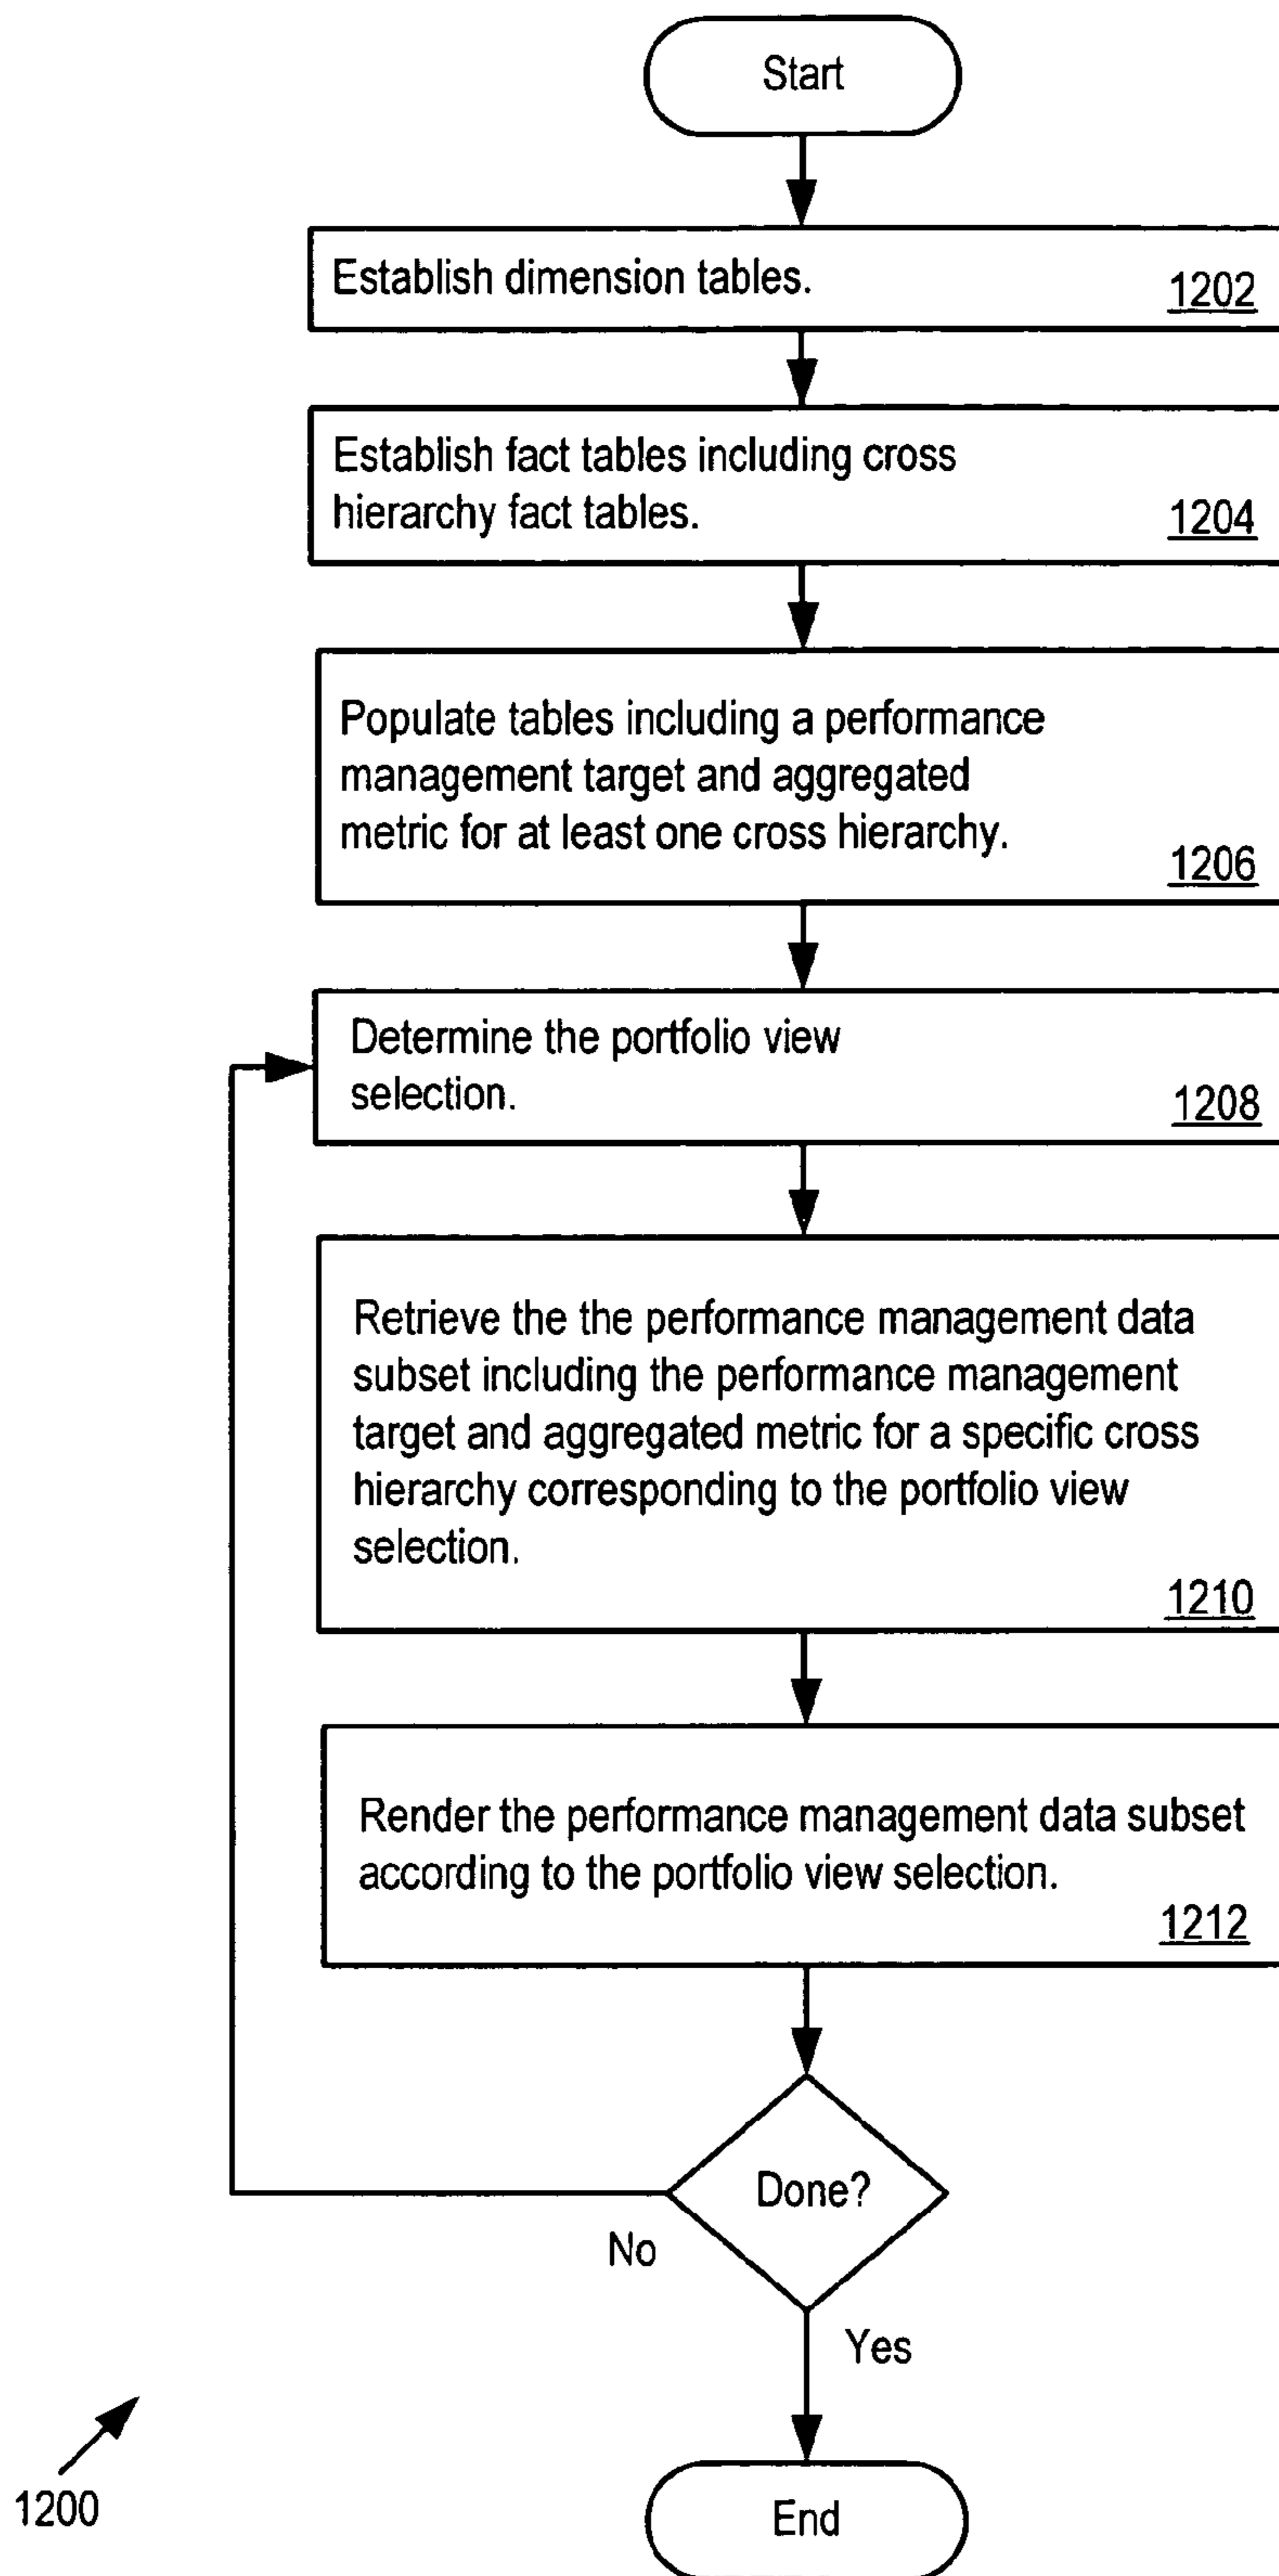 Start
Establish dimension tables.
1202
Establish fact tables including cross
hierarchy fact tables.
1204
Populate tables including a performance
management target and aggregated
metric for at least one cross hierarchy.
1206
Determine the portfolio view
selection.
1208
Retrieve the the performance management data
subset including the performance management
target and aggregated metric for a specific cross
hierarchy corresponding to the portfolio view
selection.
1210
Render the performance management data subset
according to the portfolio view selection.
1212
Done?
No
Yes
1200
End